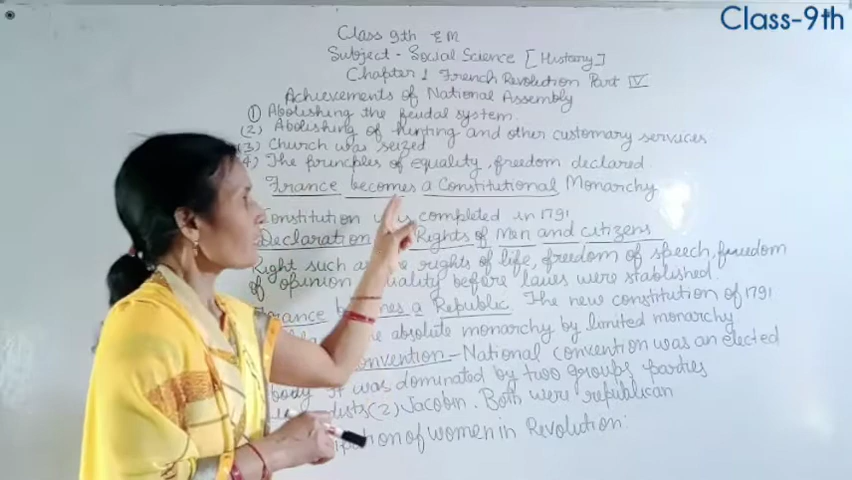 Class-9th
Class 9th EM
Subject - Social Science [History]
Chapter 1 French Revolution Part IV
Achievements of National Assembly
(1) Abolishing the feudal system.
(2) Abolishing of hunting and other customary services
(3) Church was seized
4) The principles of equality, freedom declared.
France becomes a Constitutional Monarchy
Constitution was completed in 1791
Declaration Rights of Men and citizens
Right such as the rights of life, freedom of speech, freedom
of opinion equality before laws were stablished.
France becomes a Republic. The new constitution of 1791
the absolute monarchy by limited monarchy
Convention - National convention was an elected
body It was dominated by two groups parties
(2) Jacobin. Both were republican
of women in Revolution: